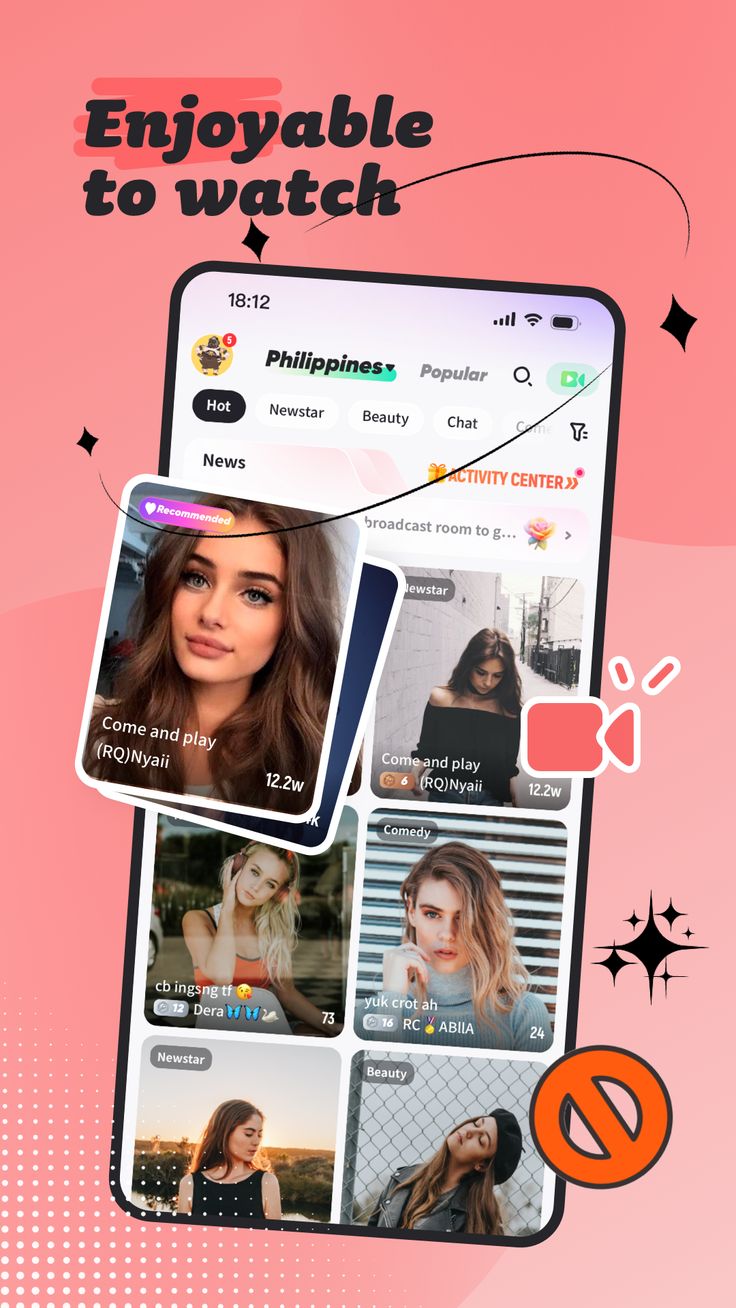 Enjoyable
to watch
18:12
5
Philippines
Popular
Hot
Newstar
Beauty
Chat
Come
News
ACTIVITY CENTER
broadcast room to g...
Recommended
Come and play
(RQ)Nyaii
12.2w
Newstar
Come and play
6 (RQ)Nyaii
12.2w
cb ingsng tf 😘
12 Dera🦋🦋🦢
73
Comedy
yuk crot ah
16 RC🏅ABIIA
24
Newstar
Beauty